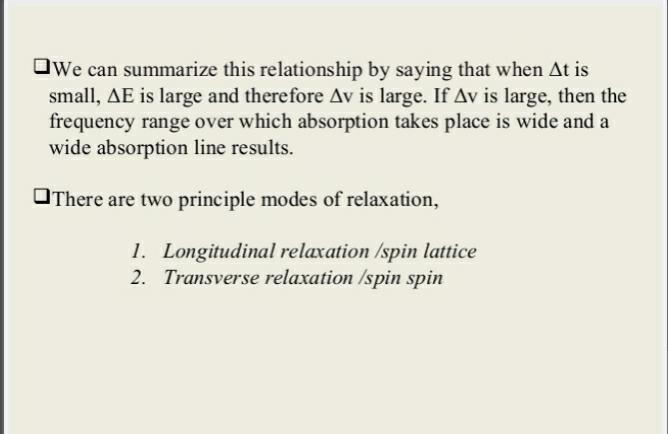 ❑We can summarize this relationship by saying that when Δt is
small, ΔE is large and therefore Δv is large. If Δv is large, then the
frequency range over which absorption takes place is wide and a
wide absorption line results.
❑There are two principle modes of relaxation,
1. Longitudinal relaxation /spin lattice
2. Transverse relaxation /spin spin